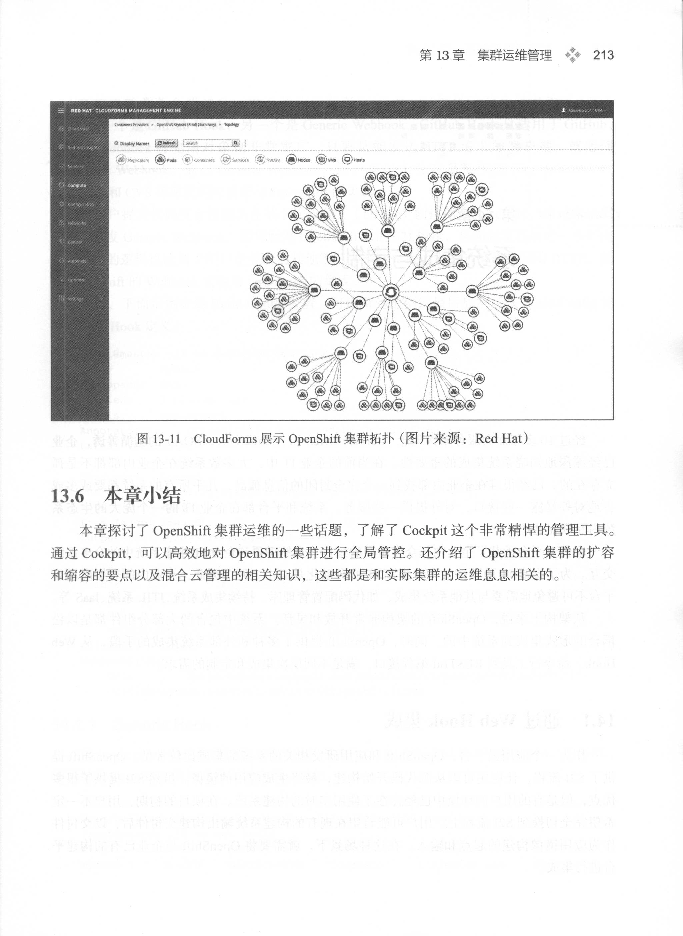 第 13 章 集群运维管理 213
RED HAT CLOUDFORMS MANAGEMENT ENGINE
Display Names Refresh Search
Replicators Pods Containers Services Nodes Hosts
图 13-11 CloudForms 展示 OpenShift 集群拓扑（图片来源：Red Hat）
13.6 本章小结
本章探讨了 OpenShift 集群运维的一些话题，了解了 Cockpit 这个非常精悍的管理工具。
通过 Cockpit，可以高效地对 OpenShift 集群进行全局管控。还介绍了 OpenShift 集群的扩容
和缩容的要点以及混合云管理的相关知识，这些都是和实际集群的运维息息相关的。